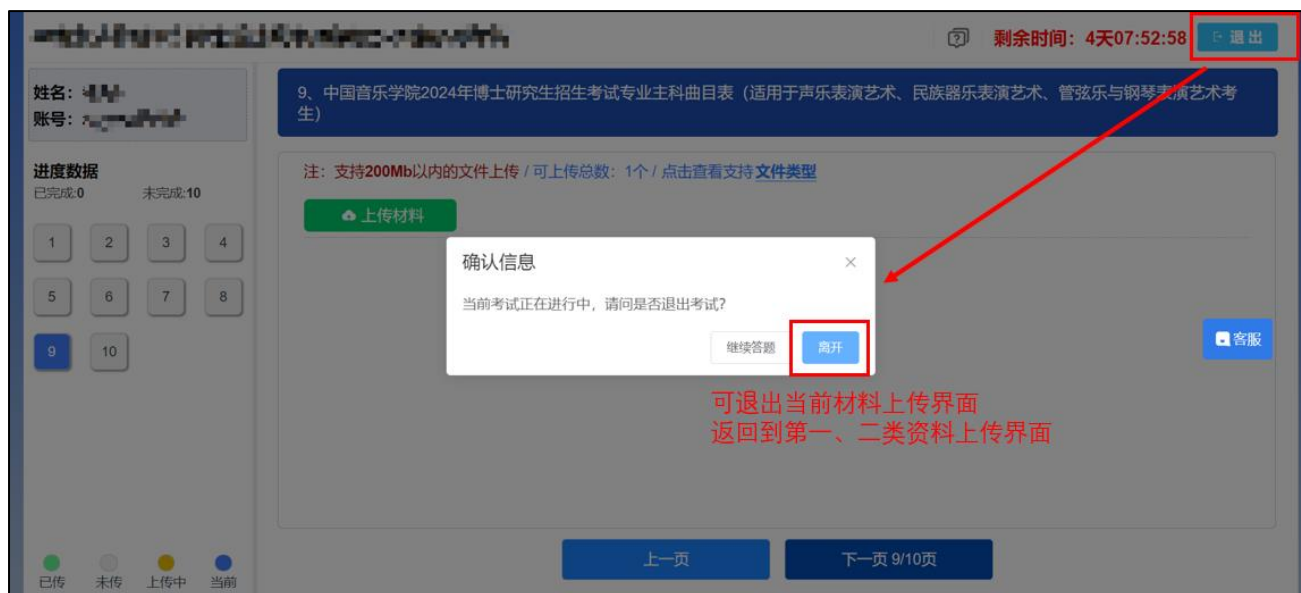 剩余时间：4天07:52:58
退出
姓名：
账号：
9、中国音乐学院2024年博士研究生招生考试专业主科曲目表（适用于声乐表演艺术、民族器乐表演艺术、管弦乐与钢琴表演艺术考
生）
进度数据
已完成:0 未完成:10
注：支持200Mb以内的文件上传 / 可上传总数：1个 / 点击查看支持 文件类型
上传材料
1 2 3 4
5 6 7 8
9 10
确认信息
当前考试正在进行中，请问是否退出考试?
继续答题 离开
客服
可退出当前材料上传界面
返回到第一、二类资料上传界面
上一页 下一页 9/10页
已传 未传 上传中 当前